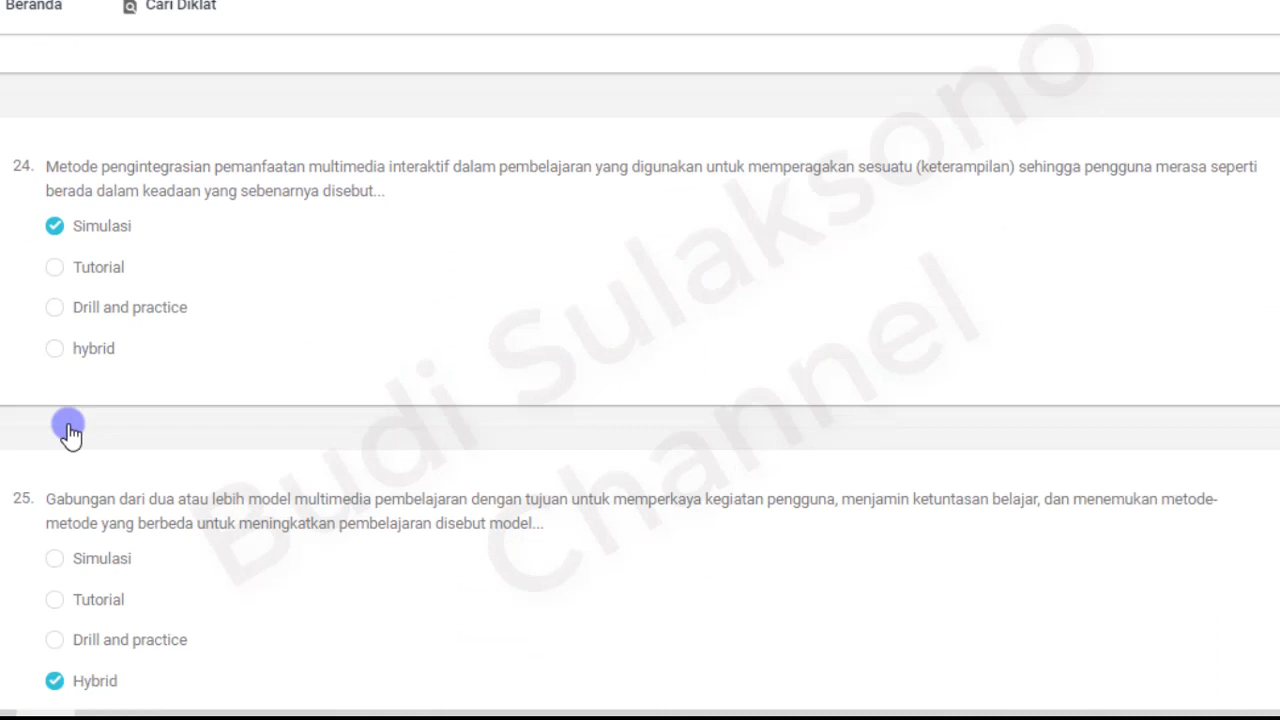 Beranda Cari Diklat
24. Metode pengintegrasian pemanfaatan multimedia interaktif dalam pembelajaran yang digunakan untuk memperagakan sesuatu (keterampilan) sehingga pengguna merasa seperti
berada dalam keadaan yang sebenarnya disebut...
Simulasi
Tutorial
Drill and practice
hybrid
25. Gabungan dari dua atau lebih model multimedia pembelajaran dengan tujuan untuk memperkaya kegiatan pengguna, menjamin ketuntasan belajar, dan menemukan metode-
metode yang berbeda untuk meningkatkan pembelajaran disebut model...
Simulasi
Tutorial
Drill and practice
Hybrid
Budi Sulaksono
Channel